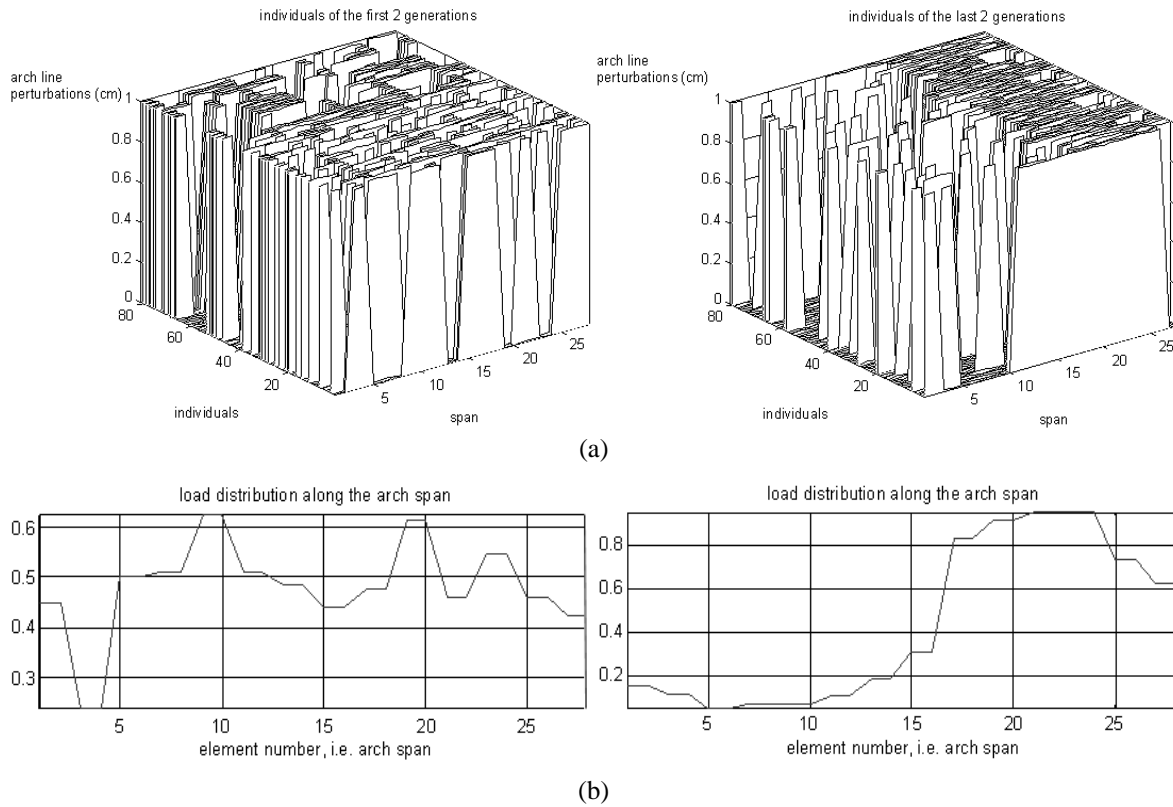 individuals of the first 2 generations
arch line
perturbations (cm)
1
0.8
0.6
0.4
0.2
0
80
60
40
20
individuals
5
10
15
20
25
span
individuals of the last 2 generations
arch line
perturbations (cm)
1
0.8
0.6
0.4
0.2
0
80
60
40
20
individuals
5
10
15
20
25
span
(a)
load distribution along the arch span
0.6
0.5
0.4
0.3
5 10 15 20 25
element number, i.e. arch span
load distribution along the arch span
0.8
0.6
0.4
0.2
5 10 15 20 25
element number, i.e. arch span
(b)